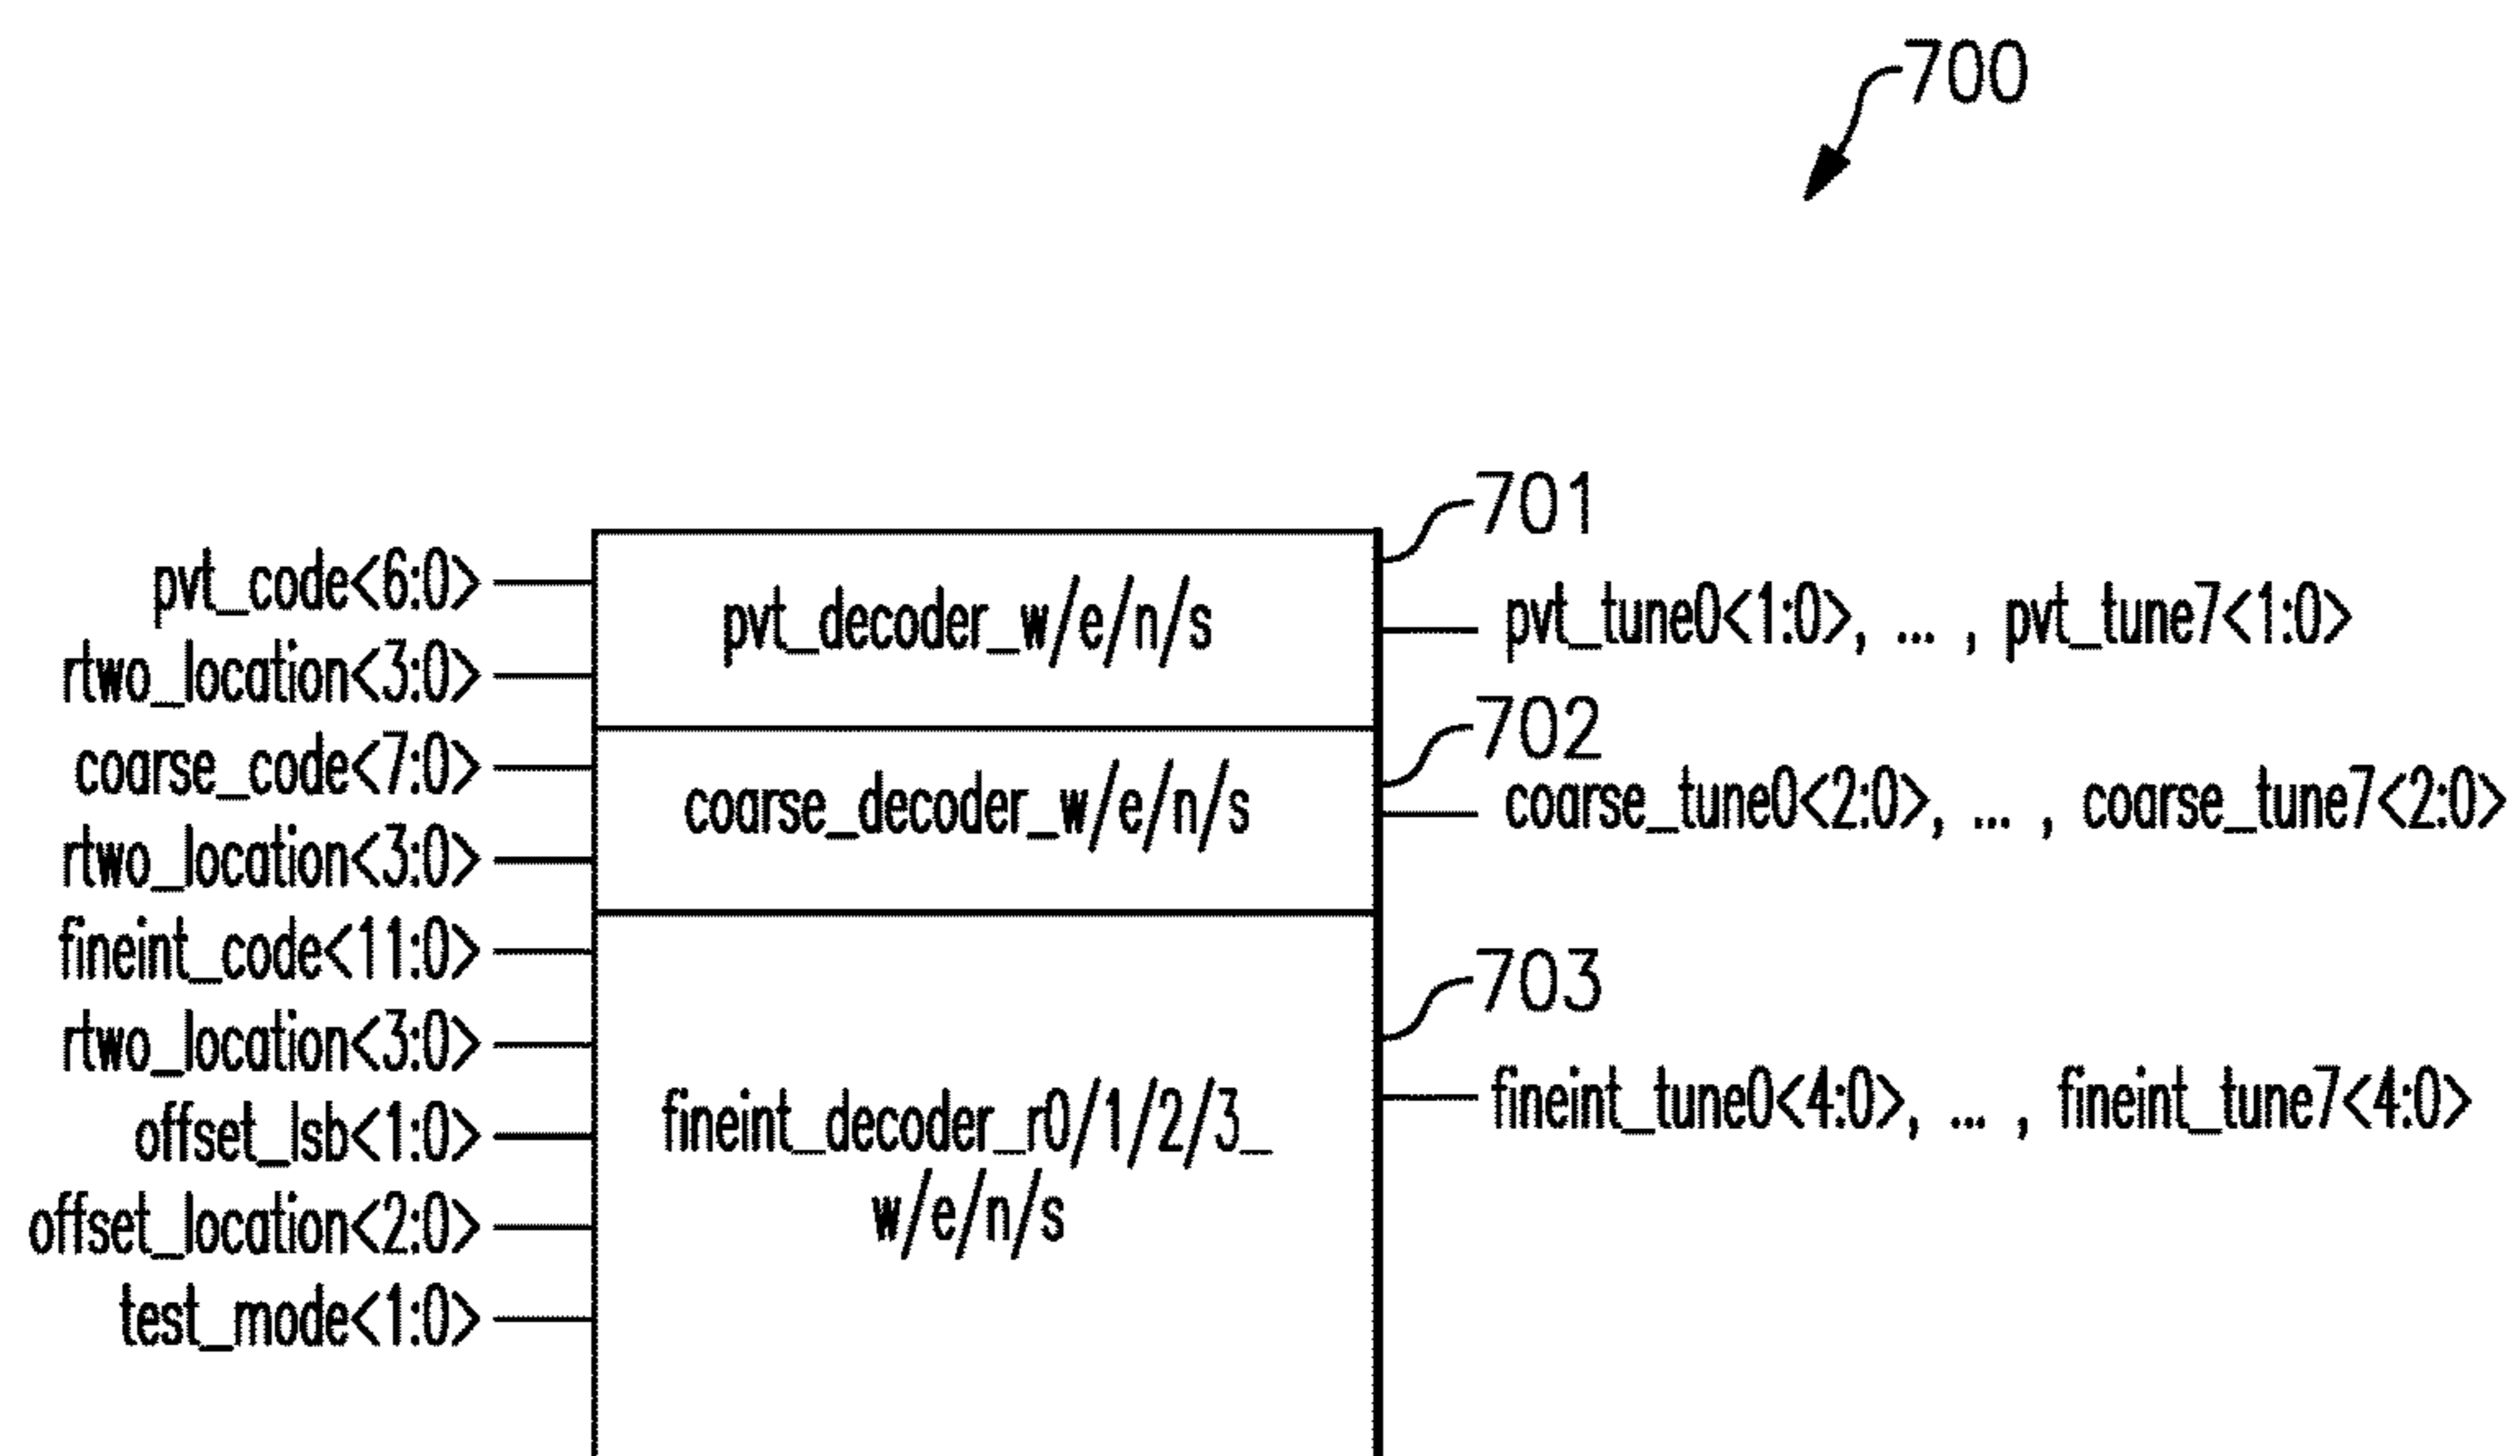 700
701
pvt_code<6:0>
pvt_decoder_w/e/n/s
pvt_tune0<1:0>, ... , pvt_tune7<1:0>
rtwo_location<3:0>
702
coarse_code<7:0>
coarse_decoder_w/e/n/s
coarse_tune0<2:0>, ... , coarse_tune7<2:0>
rtwo_location<3:0>
fineint_code<11:0>
703
rtwo_location<3:0>
fineint_decoder_r0/1/2/3_
w/e/n/s
fineint_tune0<4:0>, ... , fineint_tune7<4:0>
offset_lsb<1:0>
offset_location<2:0>
test_mode<1:0>